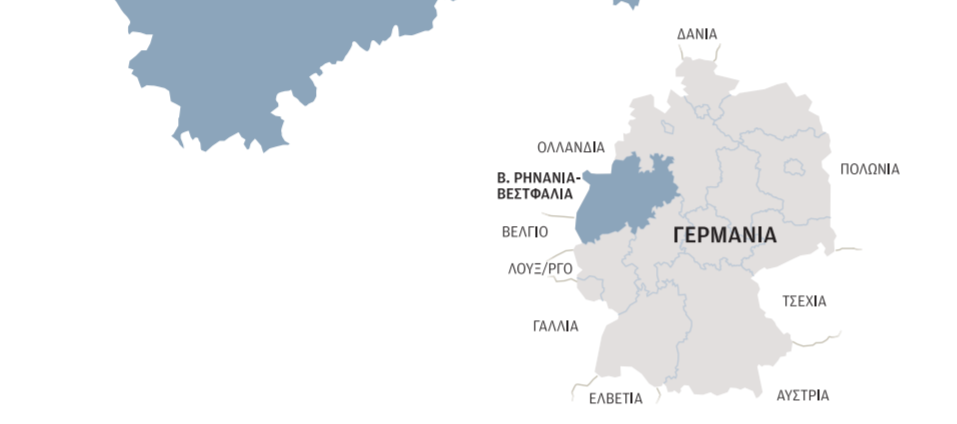 ΔΑΝΙΑ
ΟΛΛΑΝΔΙΑ
ΠΟΛΩΝΙΑ
Β. ΡΗΝΑΝΙΑ-
ΒΕΣΤΦΑΛΙΑ
ΒΕΛΓΙΟ
ΓΕΡΜΑΝΙΑ
ΛΟΥΞ/ΡΓΟ
ΤΣΕΧΙΑ
ΓΑΛΛΙΑ
ΕΛΒΕΤΙΑ
ΑΥΣΤΡΙΑ